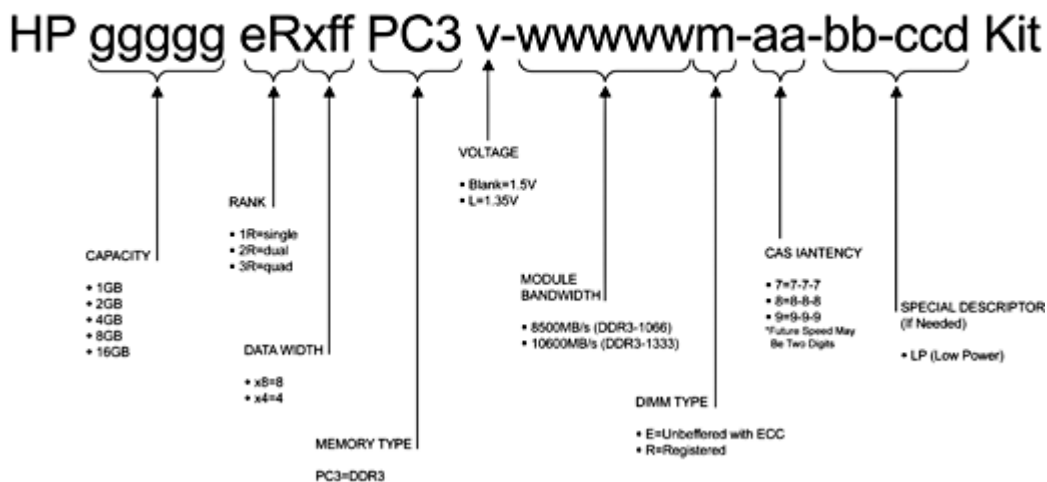 HP ggggg eRxff PC3 v-wwwwwm-aa-bb-ccd Kit
VOLTAGE
• Blank=1.5V
• L=1.35V
RANK
• 1R=single
• 2R=dual
• 3R=quad
CAPACITY
• 1GB
• 2GB
• 4GB
• 8GB
• 16GB
CAS IANTENCY
• 7=7-7-7
• 8=8-8-8
• 9=9-9-9
*Future Speed May
Be Two Digits
MODULE
BANDWIDTH
• 8500MB/s (DDR3-1066)
• 10600MB/s (DDR3-1333)
SPECIAL DESCRIPTOR
(If Needed)
• LP (Low Power)
DATA WIDTH
• x8=8
• x4=4
DIMM TYPE
• E=Unbeffered with ECC
• R=Registered
MEMORY TYPE
PC3=DDR3